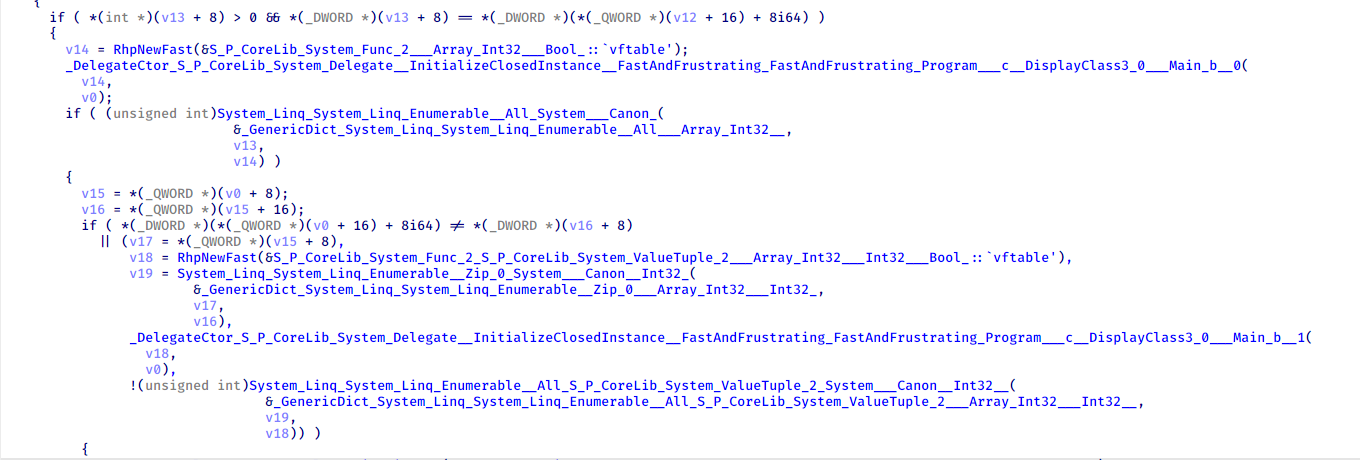 {
if ( *(int *)(v13 + 8) > 0 && *(_DWORD *)(v13 + 8) == *(_DWORD *)(*(_QWORD *)(v12 + 16) + 8i64) )
{
v14 = RhpNewFast(&S_P_CoreLib_System_Func_2___Array_Int32___Bool_::`vftable');
_DelegateCtor_S_P_CoreLib_System_Delegate__InitializeClosedInstance__FastAndFrustrating_FastAndFrustrating_Program___c__DisplayClass3_0___Main_b__0(
v14,
v0);
if ( (unsigned int)System_Linq_System_Linq_Enumerable__All_System___Canon_(
&_GenericDict_System_Linq_System_Linq_Enumerable__All___Array_Int32__,
v13,
v14) )
{
v15 = *(_QWORD *)(v0 + 8);
v16 = *(_QWORD *)(v15 + 16);
if ( *(_DWORD *)(*(_QWORD *)(v0 + 16) + 8i64) != *(_DWORD *)(v16 + 8)
|| (v17 = *(_QWORD *)(v15 + 8),
v18 = RhpNewFast(&S_P_CoreLib_System_Func_2_S_P_CoreLib_System_ValueTuple_2___Array_Int32___Int32___Bool_::`vftable'),
v19 = System_Linq_System_Linq_Enumerable__Zip_0_System___Canon__Int32_(
&_GenericDict_System_Linq_System_Linq_Enumerable__Zip_0___Array_Int32___Int32_,
v17,
v16),
_DelegateCtor_S_P_CoreLib_System_Delegate__InitializeClosedInstance__FastAndFrustrating_FastAndFrustrating_Program___c__DisplayClass3_0___Main_b__1(
v18,
v0),
!(unsigned int)System_Linq_System_Linq_Enumerable__All_S_P_CoreLib_System_ValueTuple_2_System___Canon__Int32__(
&_GenericDict_System_Linq_System_Linq_Enumerable__All_S_P_CoreLib_System_ValueTuple_2___Array_Int32___Int32__,
v19,
v18)) )
{